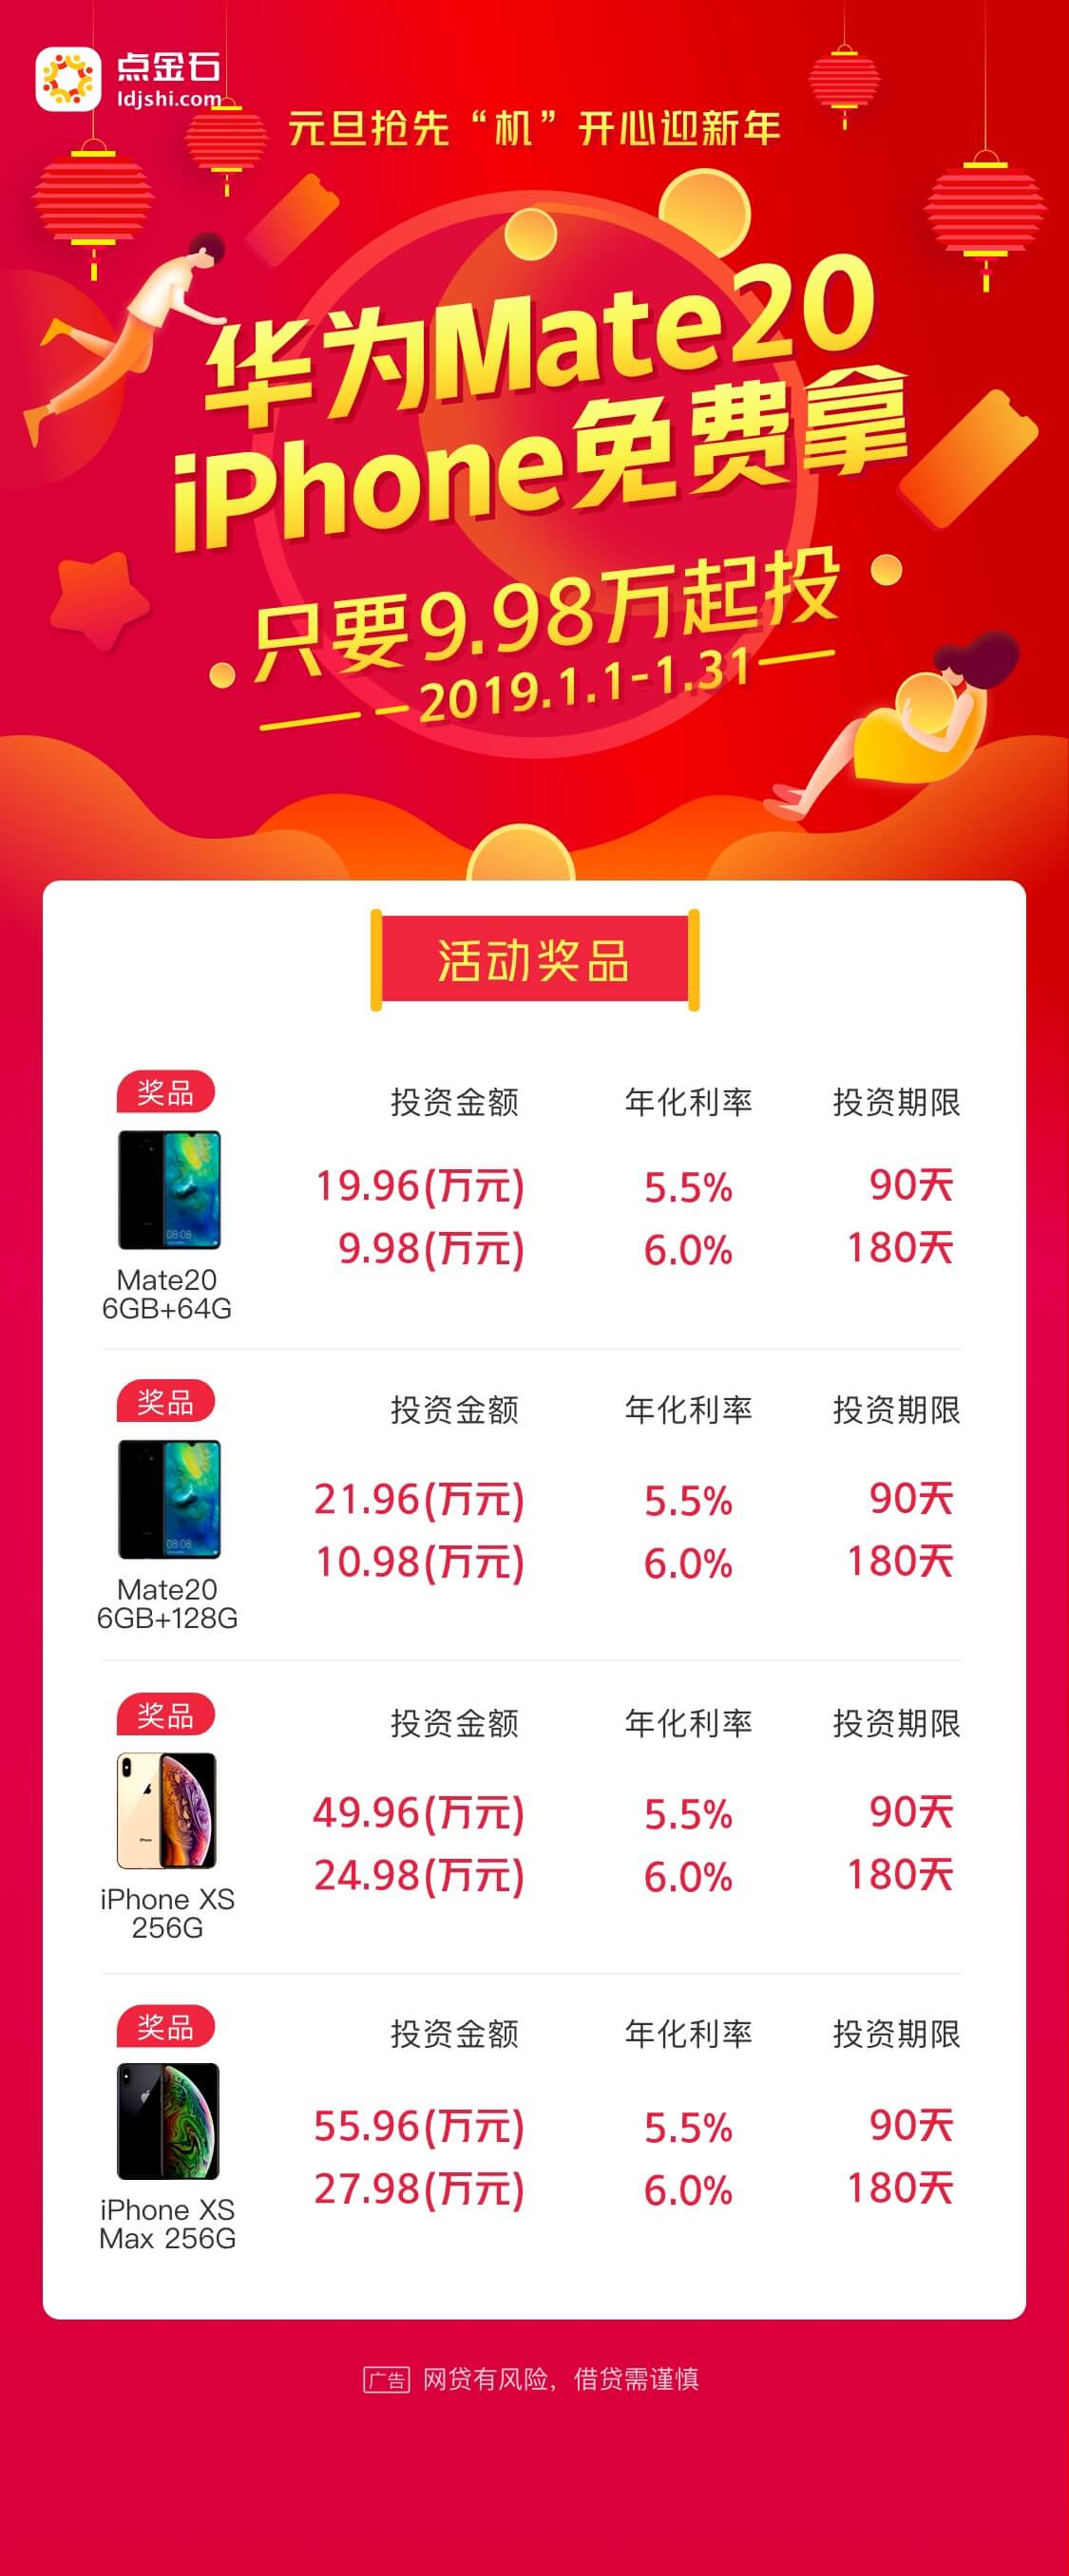 点金石
ldjshi.com
元旦抢先“机”开心迎新年
华为Mate20
iPhone免费拿
只要9.98万起投
2019.1.1-1.31
活动奖品
奖品
投资金额 年化利率 投资期限
19.96(万元) 5.5% 90天
9.98(万元) 6.0% 180天
08:08
Mate20
6GB+64G
奖品
投资金额 年化利率 投资期限
21.96(万元) 5.5% 90天
10.98(万元) 6.0% 180天
08:08
Mate20
6GB+128G
奖品
投资金额 年化利率 投资期限
49.96(万元) 5.5% 90天
24.98(万元) 6.0% 180天
iPhone
iPhone XS
256G
奖品
投资金额 年化利率 投资期限
55.96(万元) 5.5% 90天
27.98(万元) 6.0% 180天
iPhone XS
Max 256G
广告 网贷有风险，借贷需谨慎